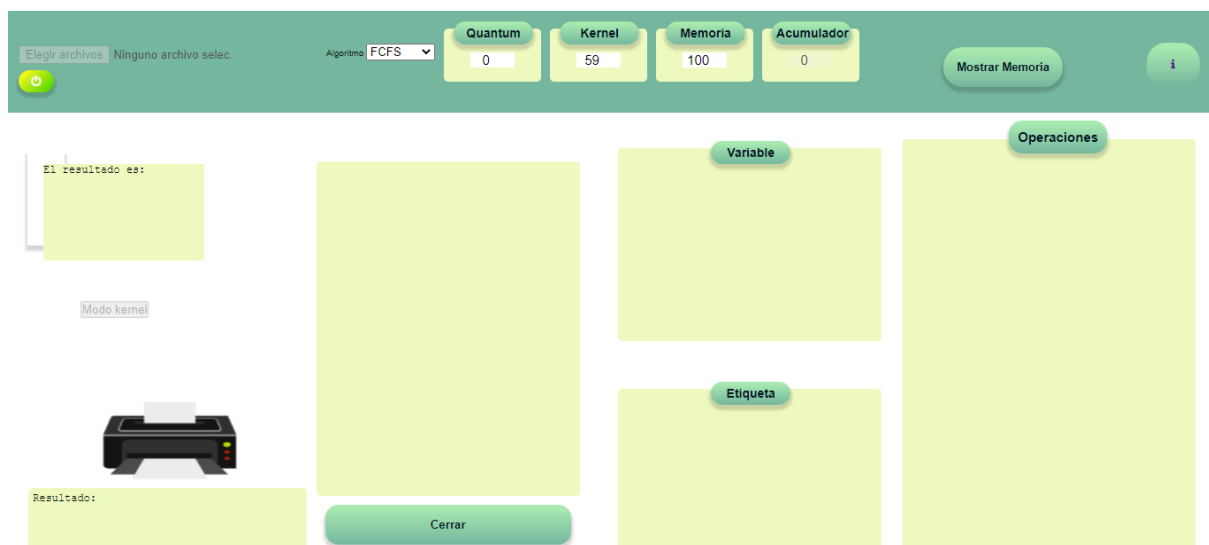 Quantum
Kernel
Memoria
Acumulador
Elegir archivos Ninguno archivo selec.
Algoritmo FCFS
0
59
100
0
Mostrar Memoria
i
Operaciones
Variable
El resultado es:
Modo kernel
Etiqueta
Resultado:
Cerrar